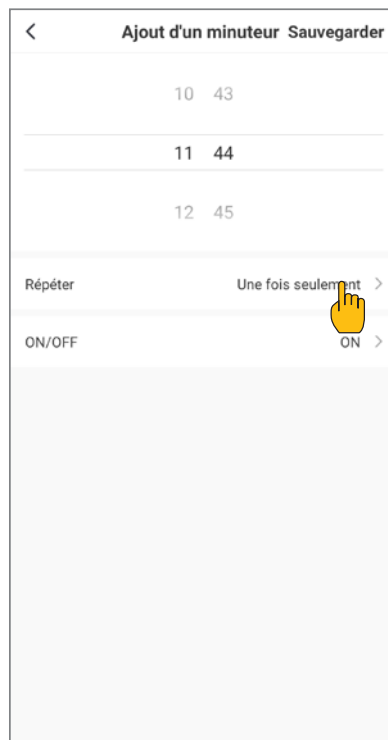 Ajout d'un minuteur Sauvegarder
10 43
11 44
12 45
Répéter Une fois seulement
ON/OFF ON